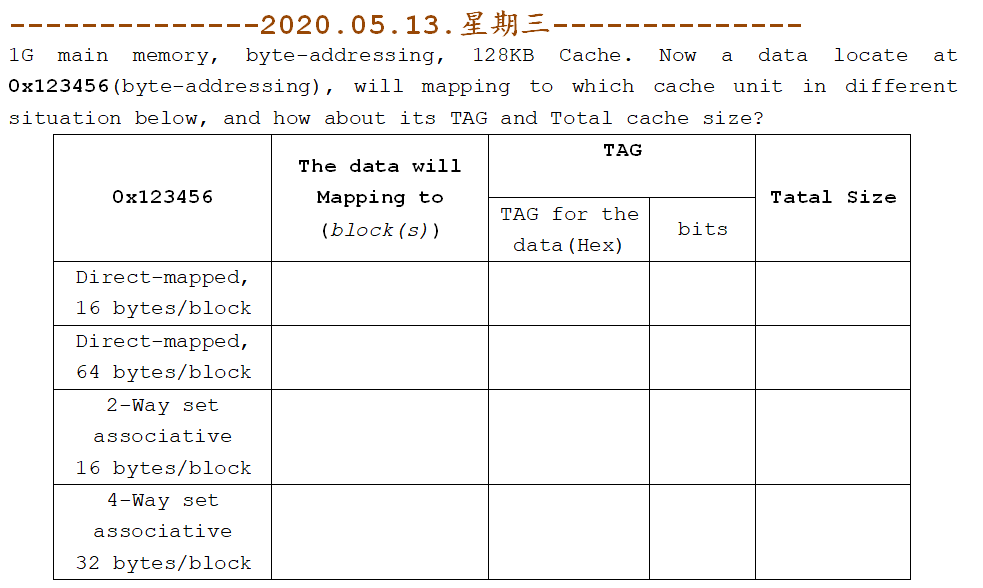 --------------2020.05.13.星期三--------------
1G main memory, byte-addressing, 128KB Cache. Now a data locate at
0x123456(byte-addressing), will mapping to which cache unit in different
situation below, and how about its TAG and Total cache size?
0x123456
The data will
Mapping to
(block(s))
TAG
TAG for the
data(Hex)
bits
Tatal Size
Direct-mapped,
16 bytes/block
Direct-mapped,
64 bytes/block
2-Way set
associative
16 bytes/block
4-Way set
associative
32 bytes/block